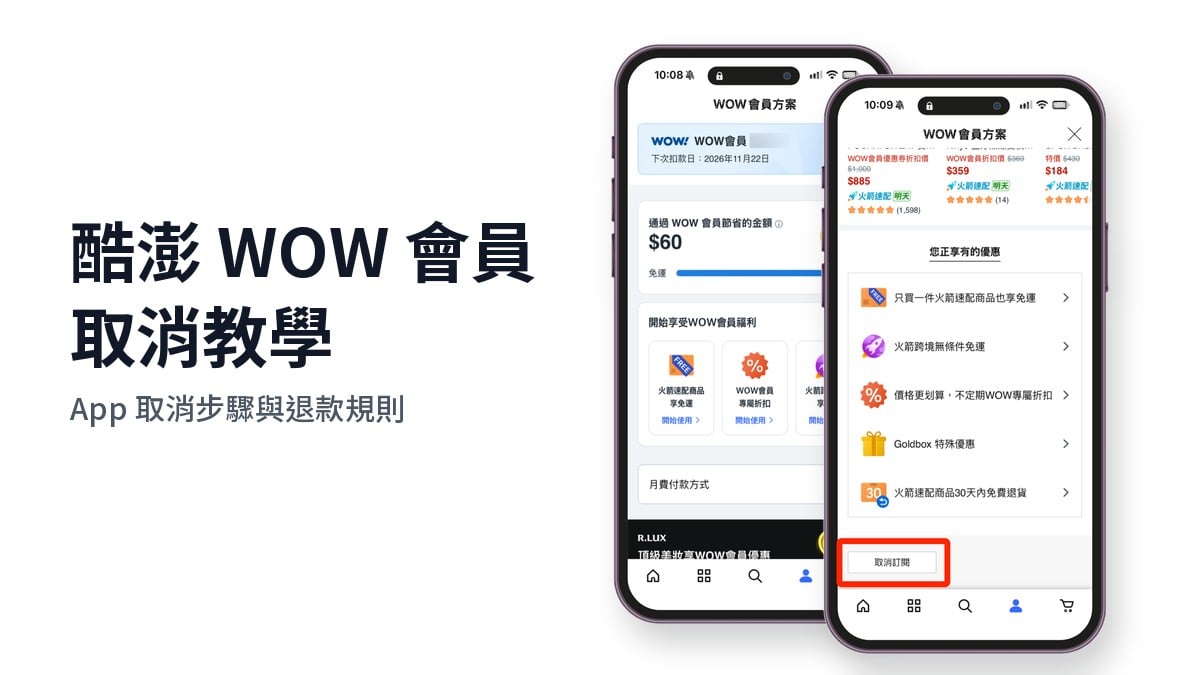 酷澎 WOW 會員
取消教學
App 取消步驟與退款規則
10:08
WOW 會員方案
WOW! WOW會員
下次扣款日：2026年11月22日
通過 WOW 會員節省的金額
$60
免運
開始享受WOW會員福利
FREE
火箭速配商品
享免運
開始使用
%
WOW會員
專屬折扣
開始使用
開始
月費付款方式
R.LUX
頂級美妝享WOW會員優惠
10:09
WOW 會員方案
WOW會員優惠券折扣價
$1,000
$885
火箭速配 明天
(1,598)
WOW會員折扣價 $369
$359
火箭速配 明天
(14)
特價 $430
$184
火箭速配
您正享有的優惠
FREE 只買一件火箭速配商品也享免運
火箭跨境無條件免運
% 價格更划算，不定期WOW專屬折扣
Goldbox 特殊優惠
30 火箭速配商品30天內免費退貨
取消訂閱